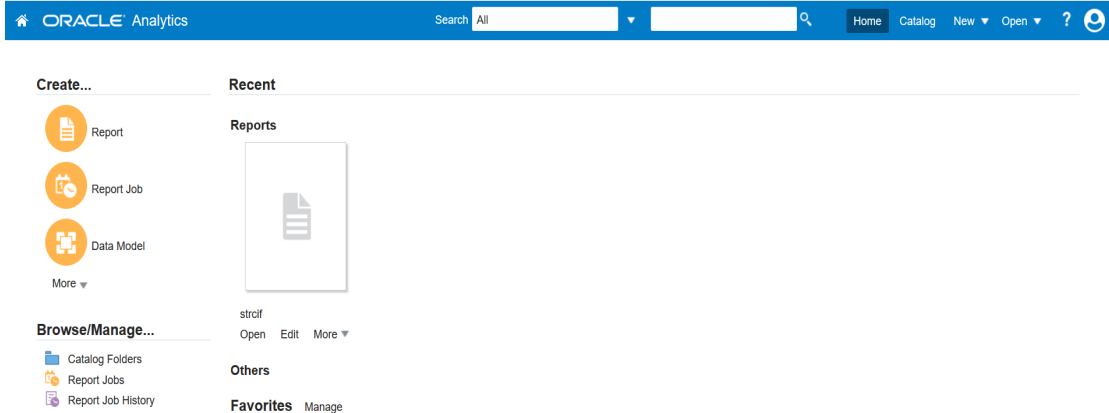 ORACLE Analytics Search All Home Catalog New Open ?
Create...
Report
Report Job
Data Model
More
Browse/Manage...
Catalog Folders
Report Jobs
Report Job History
Recent
Reports
strcif
Open Edit More
Others
Favorites Manage